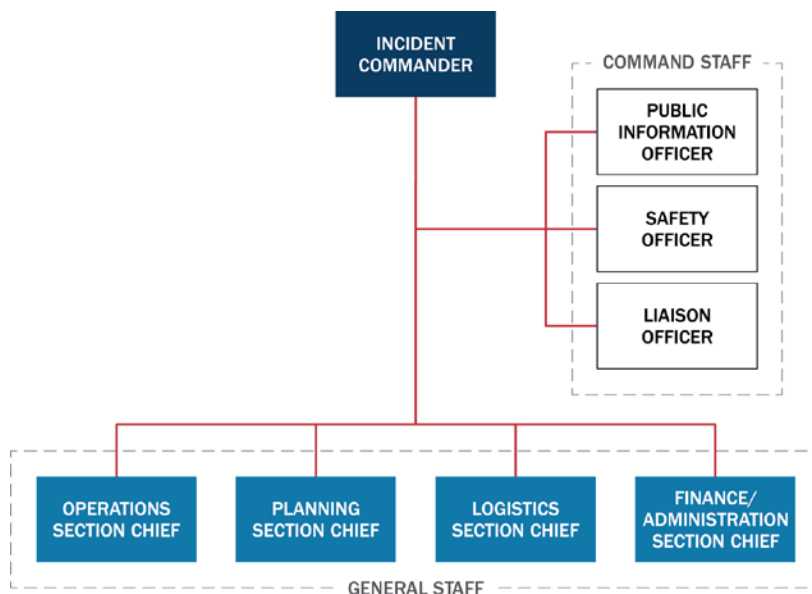 INCIDENT
COMMANDER
COMMAND STAFF
PUBLIC
INFORMATION
OFFICER
SAFETY
OFFICER
LIAISON
OFFICER
OPERATIONS
SECTION CHIEF
PLANNING
SECTION CHIEF
LOGISTICS
SECTION CHIEF
FINANCE/
ADMINISTRATION
SECTION CHIEF
GENERAL STAFF